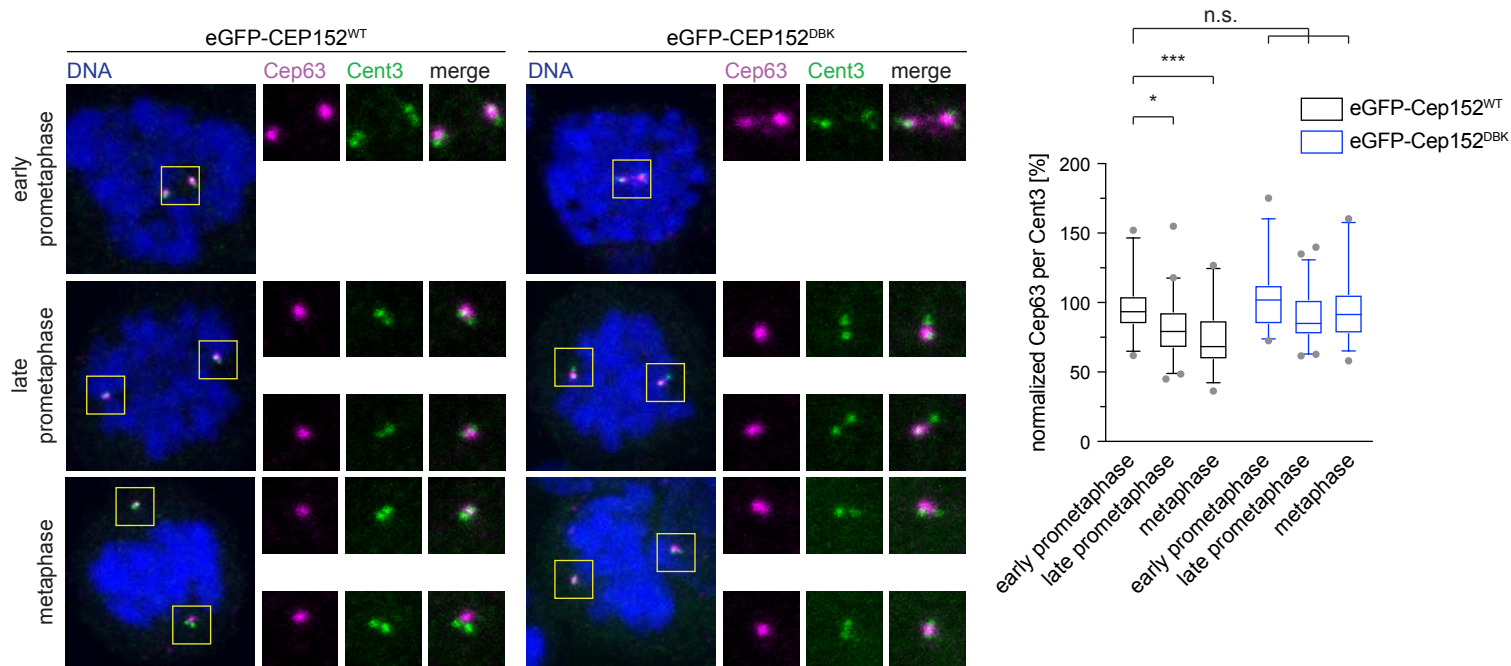 eGFP-CEP152WT
eGFP-CEP152DBK
DNA
Cep63
Cent3
merge
DNA
Cep63
Cent3
merge
early
prometaphase
late
prometaphase
metaphase
n.s.
***
*
eGFP-Cep152WT
eGFP-Cep152DBK
normalized Cep63 per Cent3 [%]
200
150
100
50
0
early prometaphase
late prometaphase
metaphase
early prometaphase
late prometaphase
metaphase